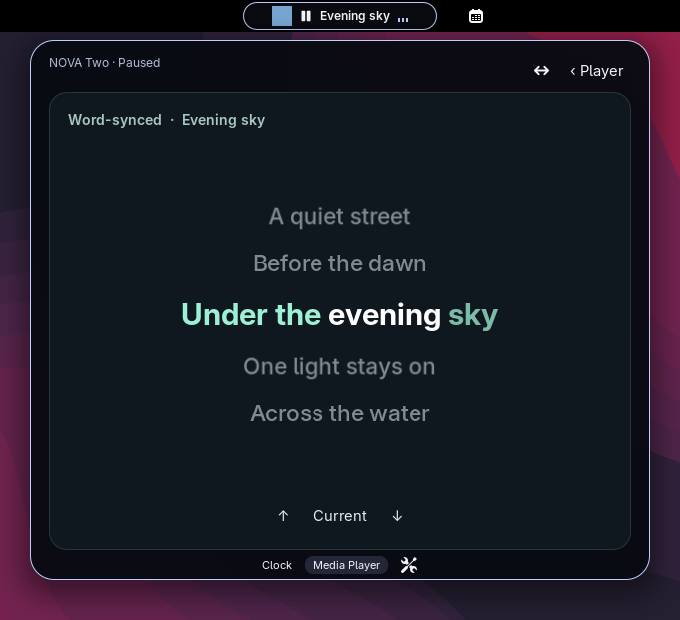 Evening sky
NOVA Two · Paused
‹ Player
Word-synced · Evening sky
A quiet street
Before the dawn
Under the evening sky
One light stays on
Across the water
↑ Current ↓
Clock Media Player